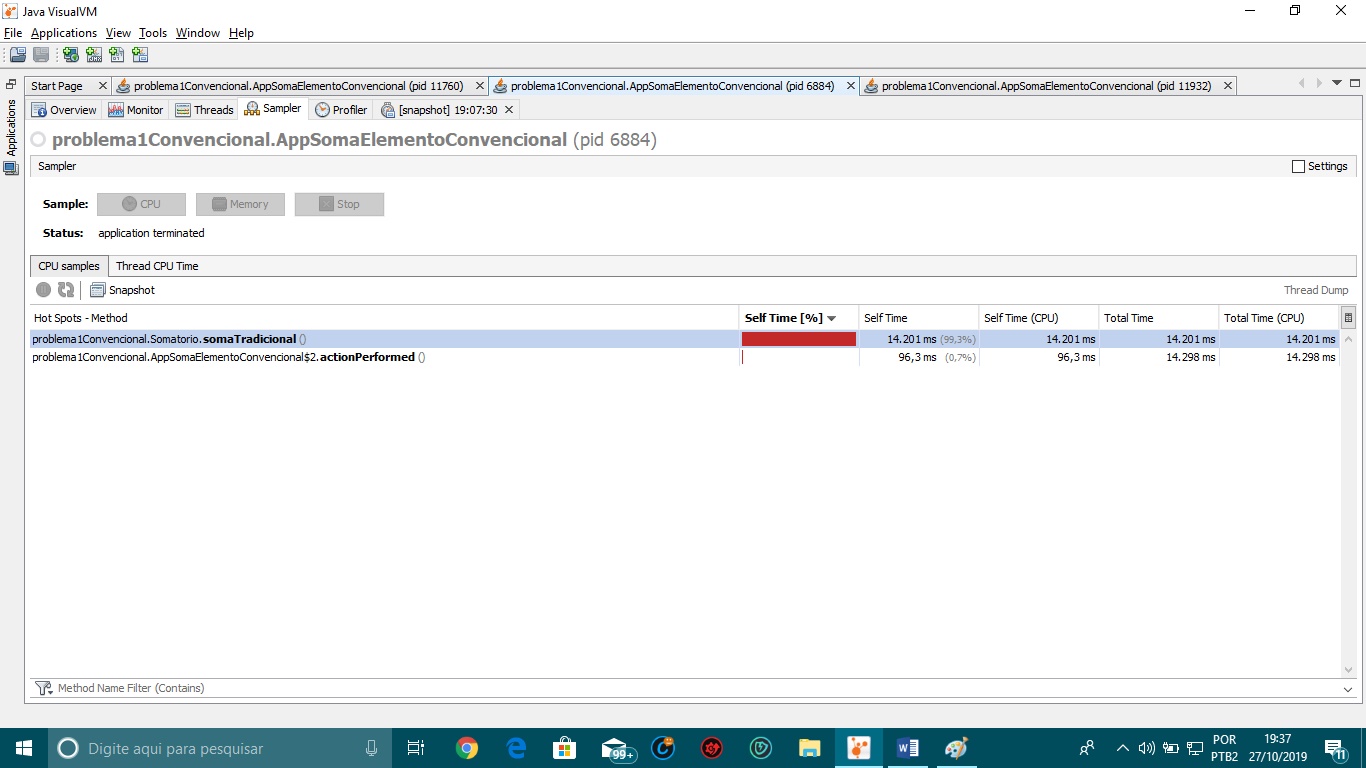 Java VisualVM
File Applications View Tools Window Help
Start Page problema1Convencional.AppSomaElementoConvencional (pid 11760) problema1Convencional.AppSomaElementoConvencional (pid 6884) problema1Convencional.AppSomaElementoConvencional (pid 11932)
Applications
Overview Monitor Threads Sampler Profiler [snapshot] 19:07:30
problema1Convencional.AppSomaElementoConvencional (pid 6884)
Sampler Settings
Sample: CPU Memory Stop
Status: application terminated
CPU samples Thread CPU Time
Snapshot Thread Dump
Hot Spots - Method Self Time [%] Self Time Self Time (CPU) Total Time Total Time (CPU)
problema1Convencional.Somatorio.somaTradicional () 14.201 ms (99,3%) 14.201 ms 14.201 ms 14.201 ms
problema1Convencional.AppSomaElementoConvencional$2.actionPerformed () 96,3 ms (0,7%) 96,3 ms 14.298 ms 14.298 ms
Method Name Filter (Contains)
Digite aqui para pesquisar 99+ POR 19:37
PTB2 27/10/2019 11